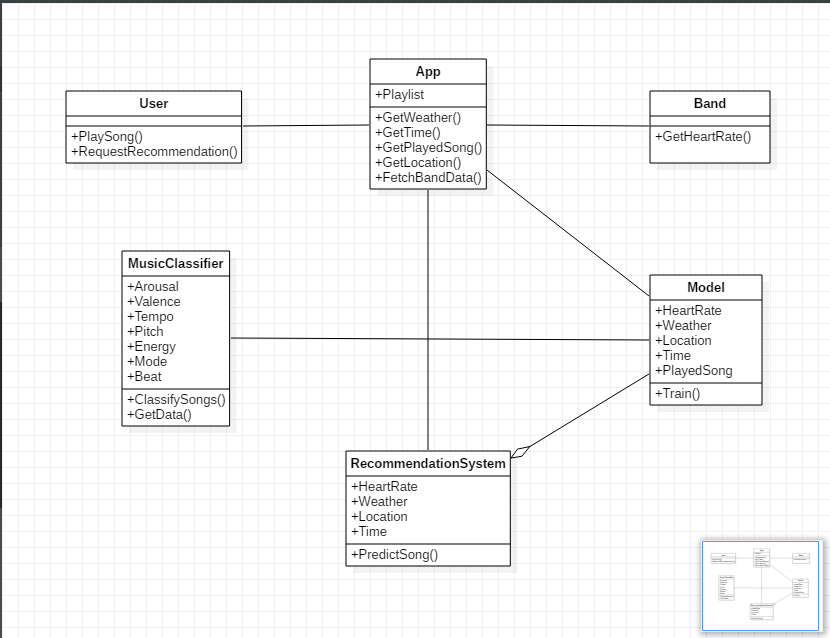 App
+Playlist
+GetWeather()
+GetTime()
+GetPlayedSong()
+GetLocation()
+FetchBandData()
User
+PlaySong()
+RequestRecommendation()
Band
+GetHeartRate()
MusicClassifier
+Arousal
+Valence
+Tempo
+Pitch
+Energy
+Mode
+Beat
+ClassifySongs()
+GetData()
Model
+HeartRate
+Weather
+Location
+Time
+PlayedSong
+Train()
RecommendationSystem
+HeartRate
+Weather
+Location
+Time
+PredictSong()